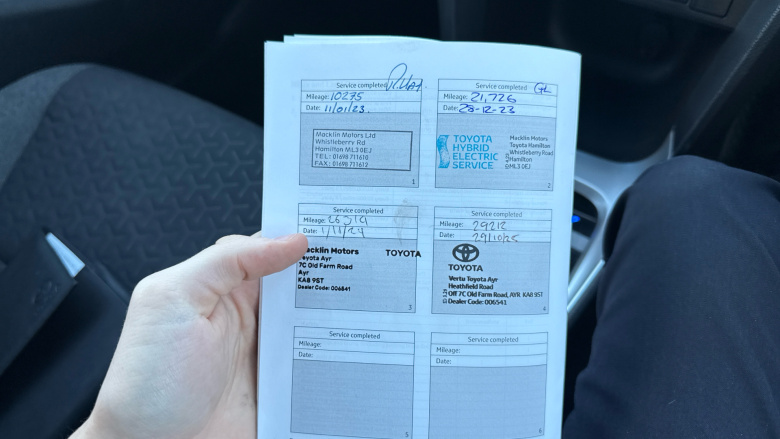 Service completed
Mileage: 10275
Date: 11/01/23.
Macklin Motors Ltd
Whistleberry Rd
Hamilton ML3 0EJ
TEL: 01698 711610
FAX: 01698 711612
1
Service completed GL
Mileage: 21,726
Date: 28-12-23
TOYOTA
HYBRID
ELECTRIC
SERVICE
Macklin Motors
Toyota Hamilton
Whistleberry Road
Hamilton
ML3 0EJ
2
Service completed
Mileage:
Date: 1/11/24
Macklin Motors TOYOTA
Toyota Ayr
7C Old Farm Road
Ayr
KA8 9ST
Dealer Code: 006541
3
Service completed
Mileage: 29212
Date: 29/10/25
TOYOTA
Vertu Toyota Ayr
Heathfield Road
Off 7C Old Farm Road, AYR KA8 9ST
Dealer Code: 006541
4
Service completed
Mileage:
Date:
5
Service completed
Mileage:
Date:
6